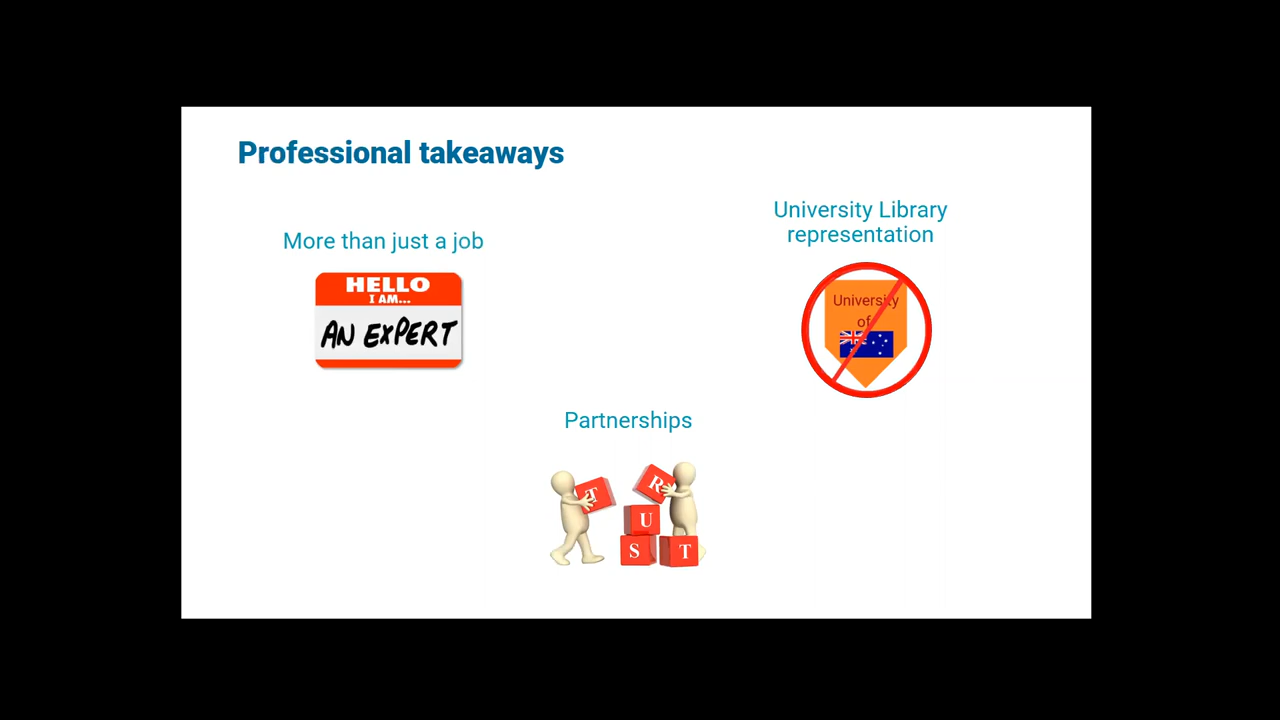 Professional takeaways
More than just a job
HELLO
I AM...
AN EXPERT
University Library
representation
University
of
Partnerships
T
R
U
S T